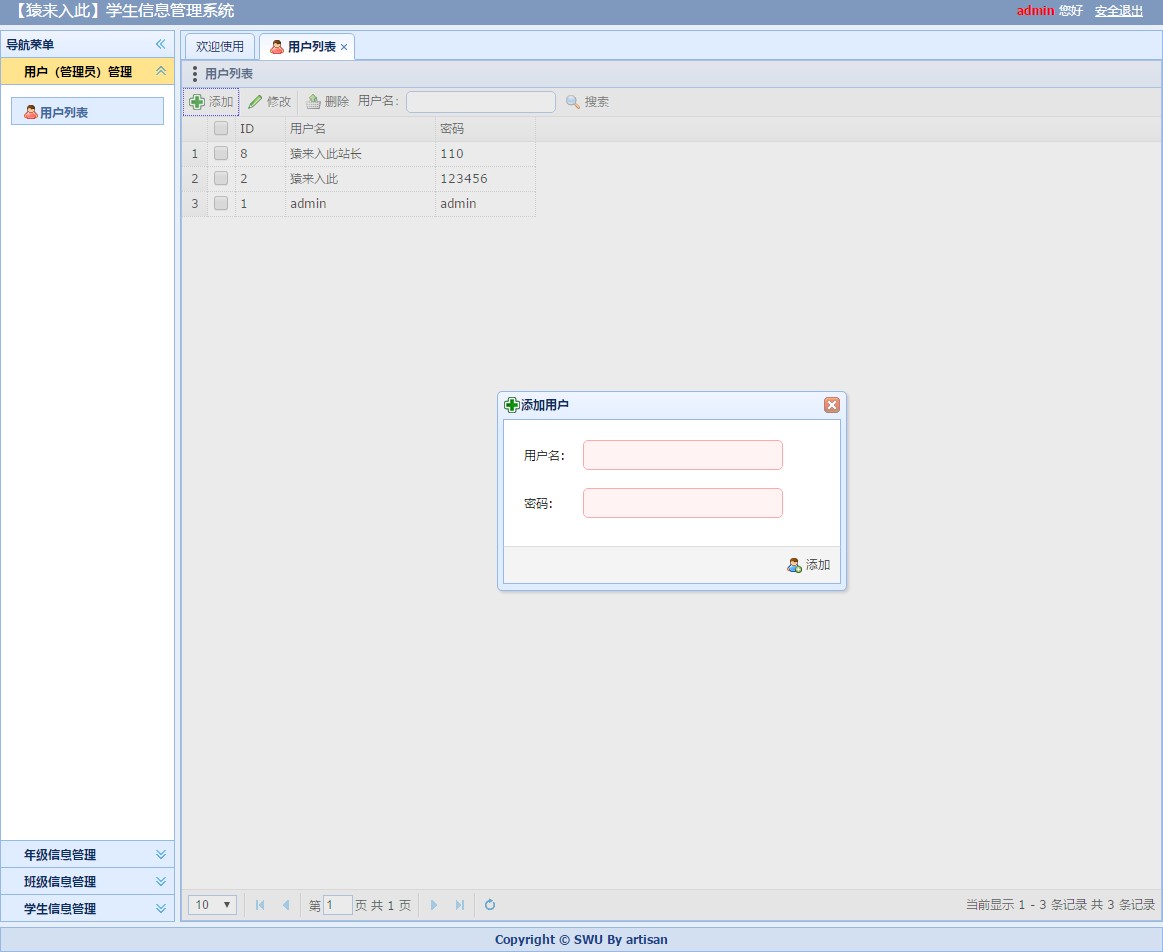 【猿来入此】学生信息管理系统
admin 您好 安全退出
导航菜单
用户（管理员）管理
用户列表
年级信息管理
班级信息管理
学生信息管理
欢迎使用 用户列表
用户列表
添加 修改 删除 用户名: 搜索
ID 用户名 密码
1 8 猿来入此站长 110
2 2 猿来入此 123456
3 1 admin admin
添加用户
用户名:
密码:
添加
10 第 1 页 共 1 页 当前显示 1 - 3 条记录 共 3 条记录
Copyright © SWU By artisan